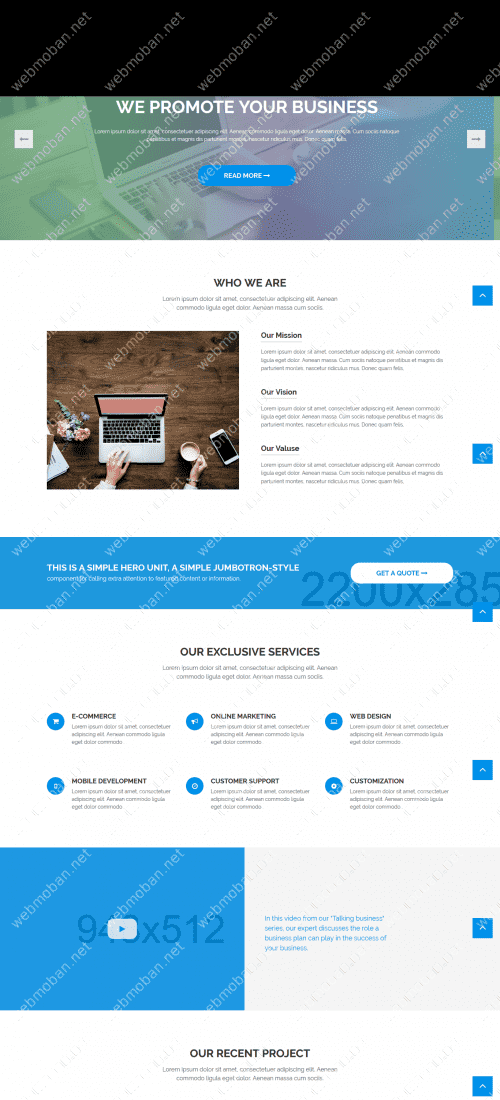 WE PROMOTE YOUR BUSINESS
Lorem ipsum dolor sit amet, consectetuer adipiscing elit. Aenean commodo ligula eget dolor. Aenean massa. Cum sociis natoque
penatibus et magnis dis parturient montes, nascetur ridiculus mus. Donec quam felis.
READ MORE
WHO WE ARE
Lorem ipsum dolor sit amet, consectetuer adipiscing elit. Aenean
commodo ligula eget dolor. Aenean massa cum sociis.
Our Mission
Lorem ipsum dolor sit amet, consectetuer adipiscing elit. Aenean commodo
ligula eget dolor. Aenean massa. Cum sociis natoque penatibus et magnis dis
parturient montes, nascetur ridiculus mus. Donec quam felis.
Our Vision
Lorem ipsum dolor sit amet, consectetuer adipiscing elit. Aenean commodo
ligula eget dolor. Aenean massa. Cum sociis natoque penatibus et magnis dis
parturient montes, nascetur ridiculus mus. Donec quam felis.
Our Valuse
Lorem ipsum dolor sit amet, consectetuer adipiscing elit. Aenean commodo
ligula eget dolor. Aenean massa. Cum sociis natoque penatibus et magnis dis
parturient montes, nascetur ridiculus mus. Donec quam felis.
THIS IS A SIMPLE HERO UNIT, A SIMPLE JUMBOTRON-STYLE
component for calling extra attention to featured content or information.
GET A QUOTE
2200x285
OUR EXCLUSIVE SERVICES
Lorem ipsum dolor sit amet, consectetuer adipiscing elit. Aenean
commodo ligula eget dolor. Aenean massa cum sociis.
E-COMMERCE
Lorem ipsum dolor sit amet, consectetuer
adipiscing elit. Aenean commodo ligula
eget dolor commodo
ONLINE MARKETING
Lorem ipsum dolor sit amet, consectetuer
adipiscing elit. Aenean commodo ligula
eget dolor commodo
WEB DESIGN
Lorem ipsum dolor sit amet, consectetuer
adipiscing elit. Aenean commodo ligula
eget dolor commodo
MOBILE DEVELOPMENT
Lorem ipsum dolor sit amet, consectetuer
adipiscing elit. Aenean commodo ligula
eget dolor commodo
CUSTOMER SUPPORT
Lorem ipsum dolor sit amet, consectetuer
adipiscing elit. Aenean commodo ligula
eget dolor commodo
CUSTOMIZATION
Lorem ipsum dolor sit amet, consectetuer
adipiscing elit. Aenean commodo ligula
eget dolor commodo
In this video from our "Talking business"
series, our expert discusses the role a
business plan can play in the success of
your business.
OUR RECENT PROJECT
Lorem ipsum dolor sit amet, consectetuer adipiscing elit. Aenean
commodo ligula eget dolor. Aenean massa cum sociis.
webmoban.net